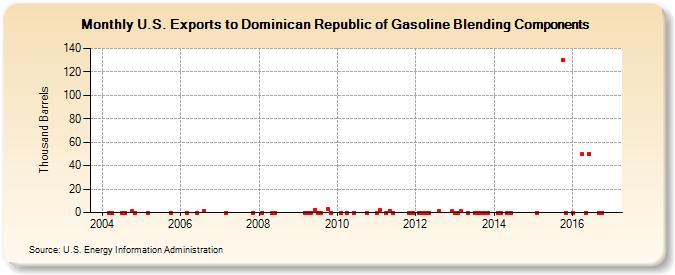 Monthly U.S. Exports to Dominican Republic of Gasoline Blending Components
Thousand Barrels
140
120
100
80
60
40
20
0
2004 2006 2008 2010 2012 2014 2016
Source: U.S. Energy Information Administration